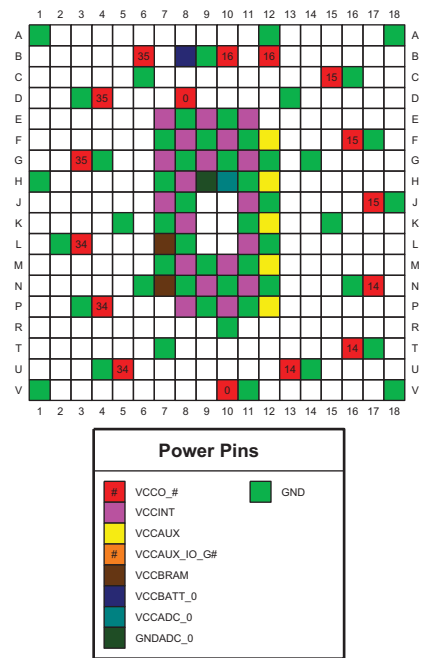 1 2 3 4 5 6 7 8 9 10 11 12 13 14 15 16 17 18
A A
B 35 16 16 B
C 15 C
D 35 0 D
E E
F 15 F
G 35 G
H H
J 15 J
K K
L 34 L
M M
N 14 N
P 34 P
R R
T 14 T
U 34 14 U
V 0 V
1 2 3 4 5 6 7 8 9 10 11 12 13 14 15 16 17 18
Power Pins
# VCCO_# GND
VCCINT
VCCAUX
# VCCAUX_IO_G#
VCCBRAM
VCCBATT_0
VCCADC_0
GNDADC_0